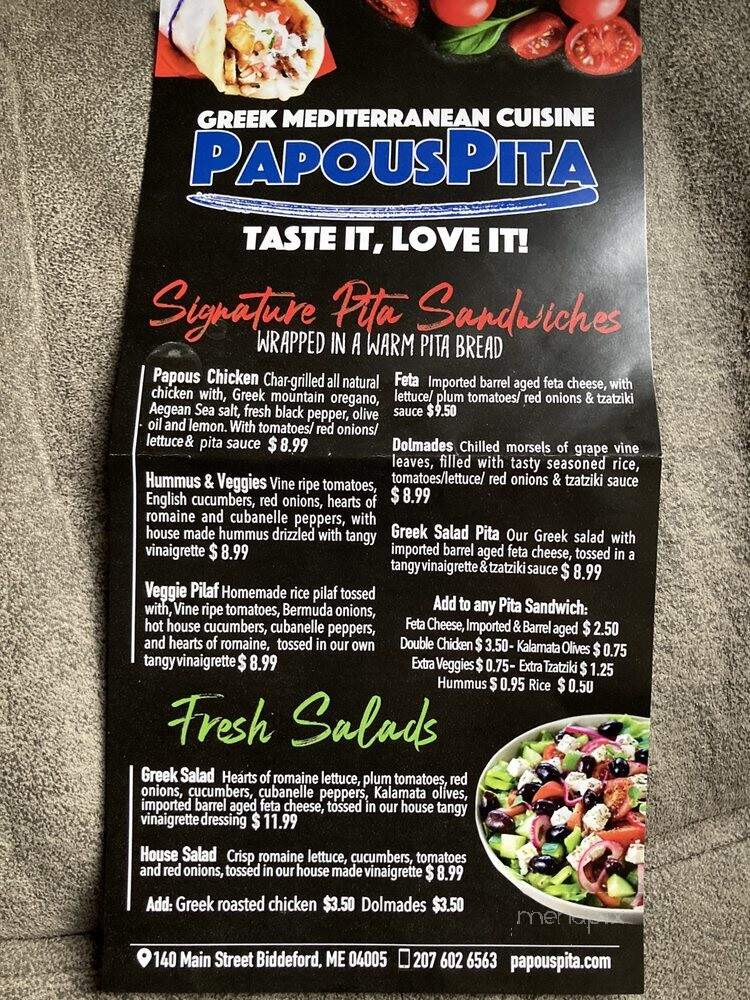 GREEK MEDITERRANEAN CUISINE
PAPOUSPITA
TASTE IT, LOVE IT!
Signature Pita Sandwiches
WRAPPED IN A WARM PITA BREAD
Papous Chicken Char-grilled all natural
chicken with, Greek mountain oregano,
Aegean Sea salt, fresh black pepper, olive
oil and lemon. With tomatoes/ red onions/
lettuce & pita sauce $ 8.99
Hummus & Veggies Vine ripe tomatoes,
English cucumbers, red onions, hearts of
romaine and cubanelle peppers, with
house made hummus drizzled with tangy
vinaigrette $ 8.99
Veggie Pilaf Homemade rice pilaf tossed
with, Vine ripe tomatoes, Bermuda onions,
hot house cucumbers, cubanelle peppers,
and hearts of romaine, tossed in our own
tangy vinaigrette $ 8.99
Feta Imported barrel aged feta cheese, with
lettuce/ plum tomatoes/ red onions & tzatziki
sauce $9.50
Dolmades Chilled morsels of grape vine
leaves, filled with tasty seasoned rice,
tomatoes/lettuce/ red onions & tzatziki sauce
$ 8.99
Greek Salad Pita Our Greek salad with
imported barrel aged feta cheese, tossed in a
tangy vinaigrette & tzatziki sauce $ 8.99
Add to any Pita Sandwich:
Feta Cheese, Imported & Barrel aged $ 2.50
Double Chicken $ 3.50- Kalamata Olives $ 0.75
Extra Veggies $ 0.75- Extra Tzatziki $ 1.25
Hummus $ 0.95 Rice $ 0.50
Fresh Salads
Greek Salad Hearts of romaine lettuce, plum tomatoes, red
onions, cucumbers, cubanelle peppers, Kalamata olives,
imported barrel aged feta cheese, tossed in our house tangy
vinaigrette dressing $ 11.99
House Salad Crisp romaine lettuce, cucumbers, tomatoes
and red onions, tossed in our house made vinaigrette $ 8.99
Add: Greek roasted chicken $3.50 Dolmades $3.50
menupix
140 Main Street Biddeford, ME 04005 207 602 6563 papouspita.com